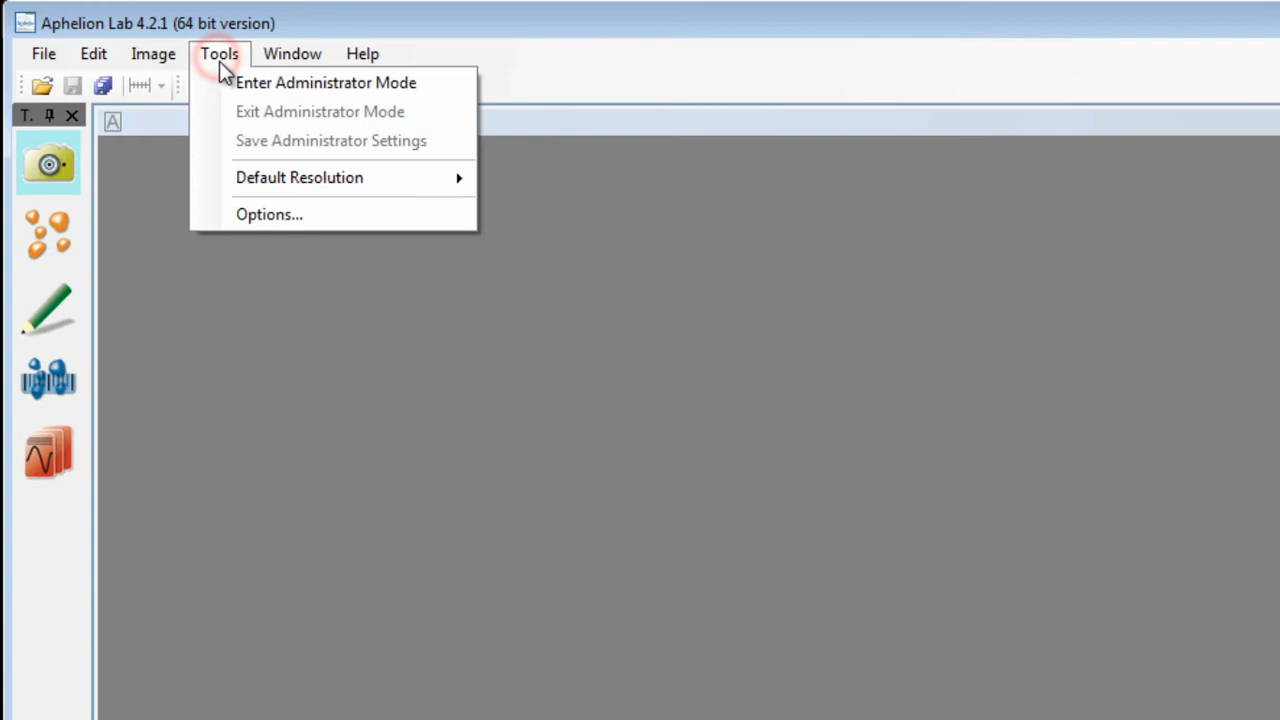 Aphelion Lab 4.2.1 (64 bit version)
File Edit Image Tools Window Help
Enter Administrator Mode
T.
Exit Administrator Mode
A
Save Administrator Settings
Default Resolution
Options...